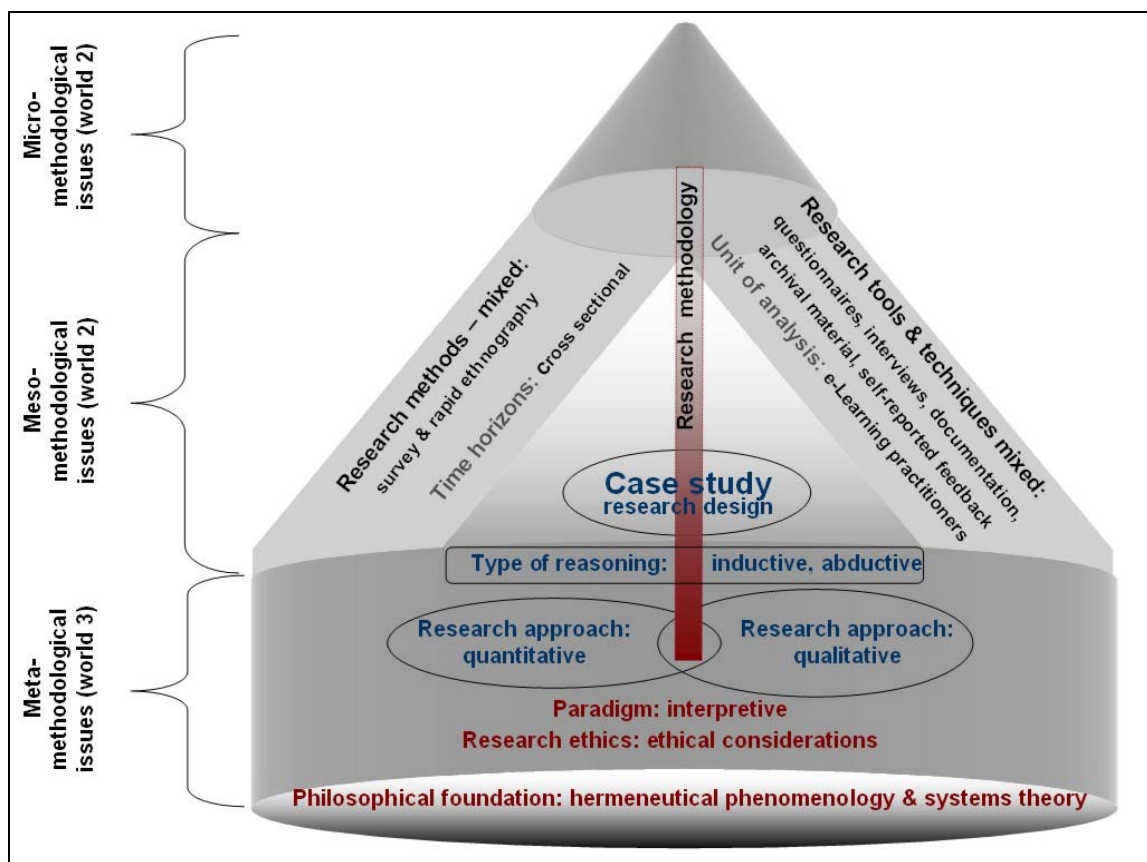 Micro-
methodological
issues (world 2)
Meso-
methodological
issues (world 2)
Meta-
methodological
issues (world 3)
Research methods – mixed:
survey & rapid ethnography
Time horizons: cross sectional
Research methodology
Research tools & techniques mixed:
questionnaires, interviews, documentation,
archival material, self-reported feedback
Unit of analysis: e-Learning practitioners
Case study
research design
Type of reasoning: inductive, abductive
Research approach:
quantitative
Research approach:
qualitative
Paradigm: interpretive
Research ethics: ethical considerations
Philosophical foundation: hermeneutical phenomenology & systems theory